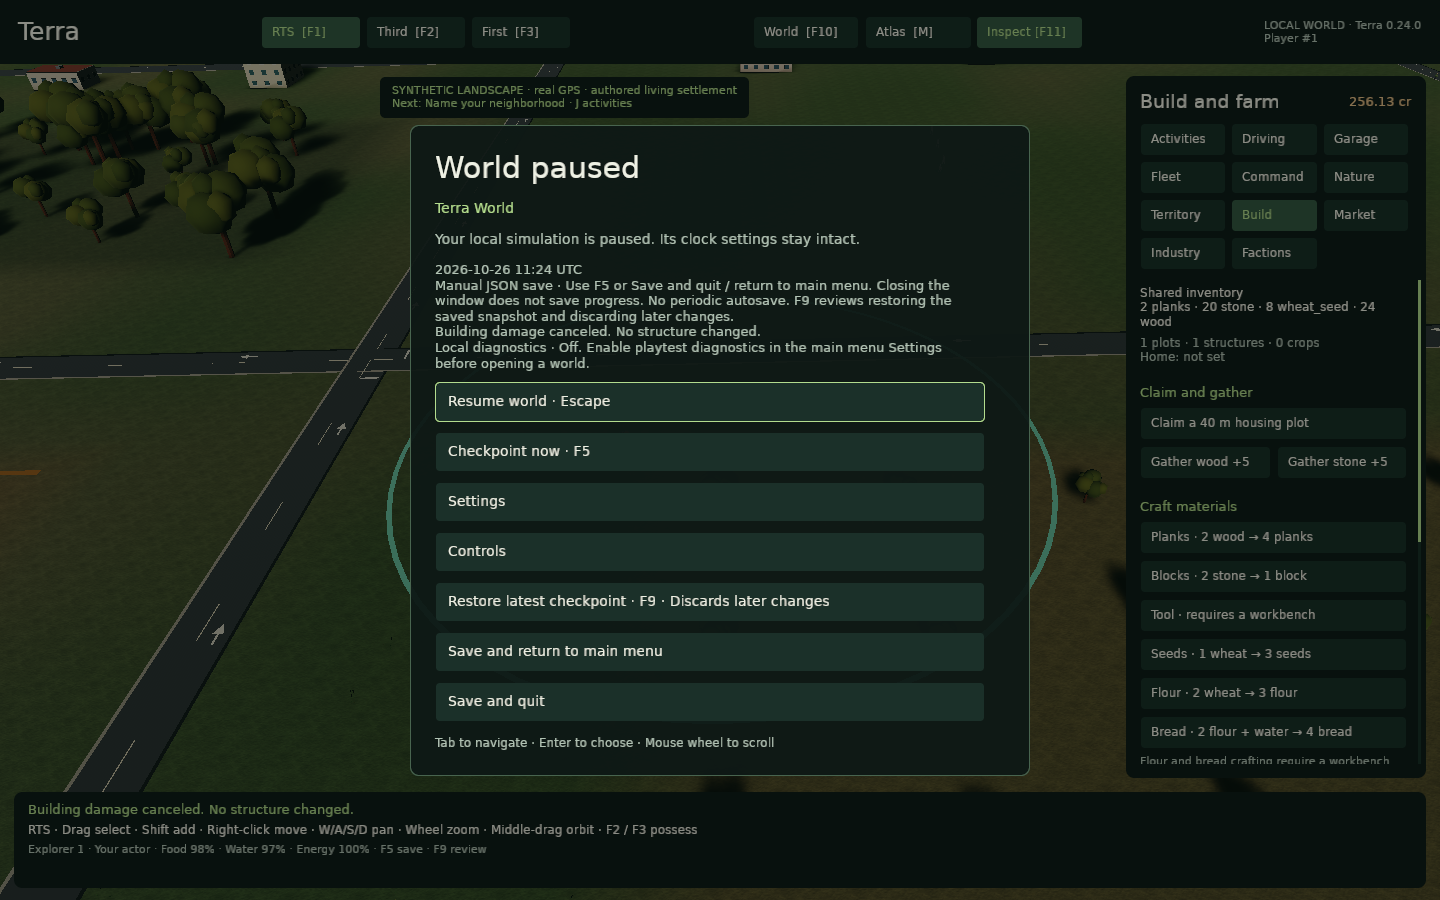 Terra
RTS [F1]
Third [F2]
First [F3]
World [F10]
Atlas [M]
Inspect [F11]
LOCAL WORLD · Terra 0.24.0
Player #1
SYNTHETIC LANDSCAPE · real GPS · authored living settlement
Next: Name your neighborhood · J activities
World paused
Terra World
Your local simulation is paused. Its clock settings stay intact.
2026-10-26 11:24 UTC
Manual JSON save · Use F5 or Save and quit / return to main menu. Closing the
window does not save progress. No periodic autosave. F9 reviews restoring the
saved snapshot and discarding later changes.
Building damage canceled. No structure changed.
Local diagnostics · Off. Enable playtest diagnostics in the main menu Settings
before opening a world.
Resume world · Escape
Checkpoint now · F5
Settings
Controls
Restore latest checkpoint · F9 · Discards later changes
Save and return to main menu
Save and quit
Tab to navigate · Enter to choose · Mouse wheel to scroll
Build and farm
256.13 cr
Activities
Driving
Garage
Fleet
Command
Nature
Territory
Build
Market
Industry
Factions
Shared inventory
2 planks · 20 stone · 8 wheat_seed · 24
wood
1 plots · 1 structures · 0 crops
Home: not set
Claim and gather
Claim a 40 m housing plot
Gather wood +5
Gather stone +5
Craft materials
Planks · 2 wood → 4 planks
Blocks · 2 stone → 1 block
Tool · requires a workbench
Seeds · 1 wheat → 3 seeds
Flour · 2 wheat → 3 flour
Bread · 2 flour + water → 4 bread
Flour and bread crafting require a workbench
Building damage canceled. No structure changed.
RTS · Drag select · Shift add · Right-click move · W/A/S/D pan · Wheel zoom · Middle-drag orbit · F2 / F3 possess
Explorer 1 · Your actor · Food 98% · Water 97% · Energy 100% · F5 save · F9 review